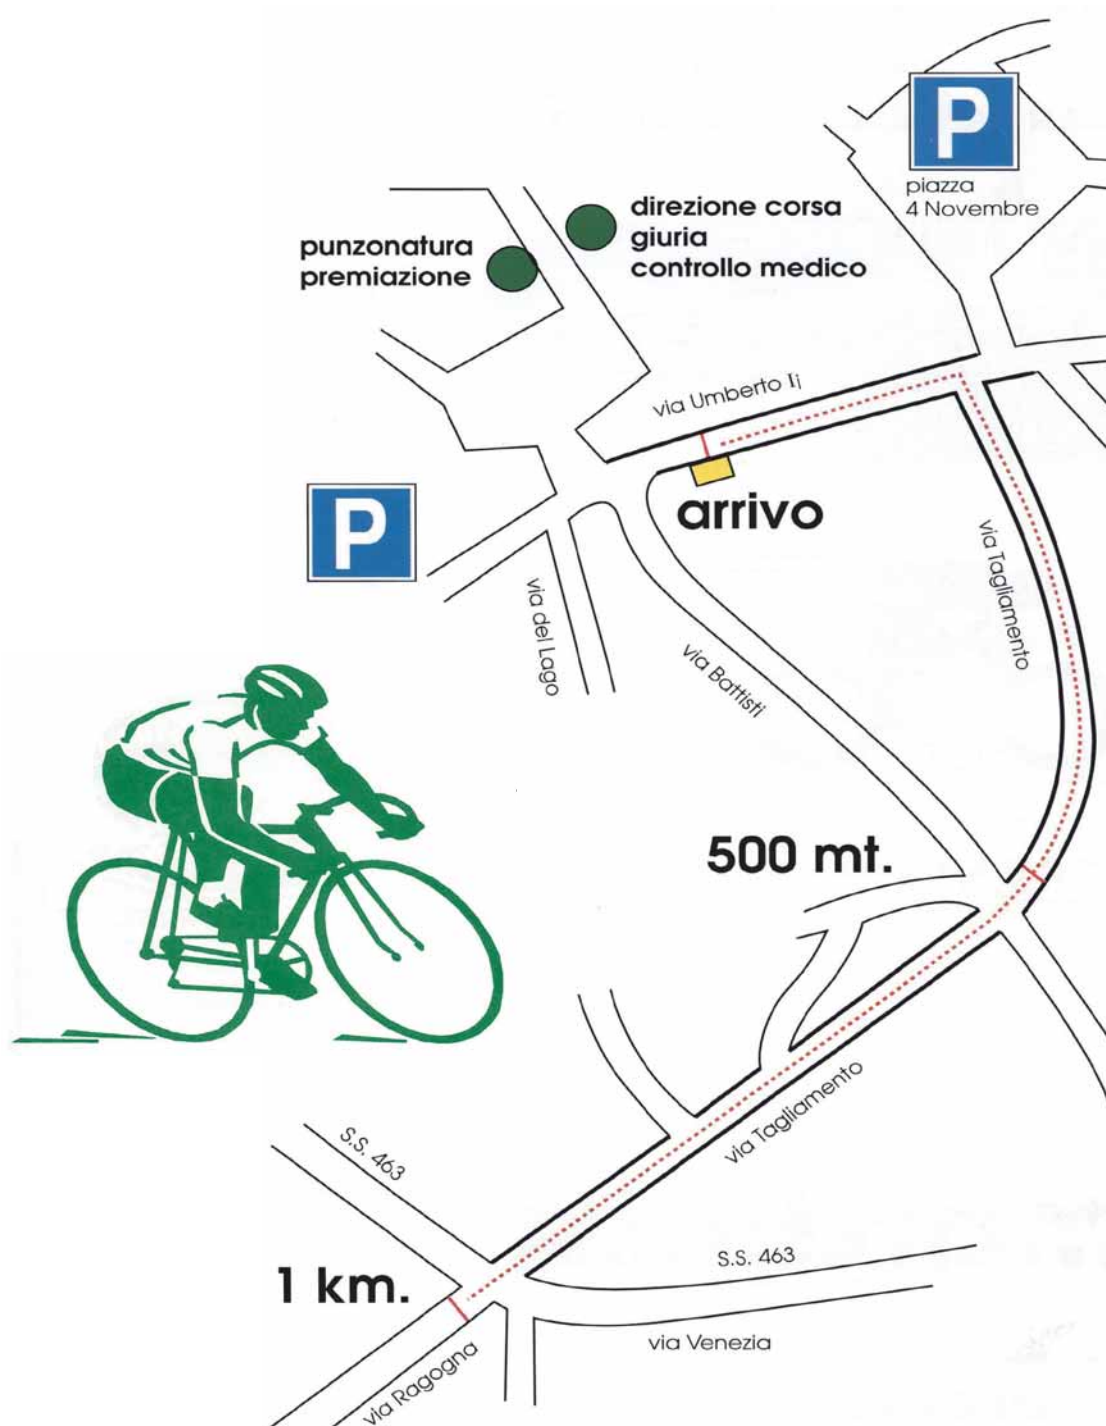 P
piazza
4 Novembre
direzione corsa
giuria
controllo medico
punzonatura
premiazione
via Umberto I¡
arrivo
P
via Tagliamento
via del Lago
via Battisti
500 mt.
via Tagliamento
S.S. 463
S.S. 463
1 km.
via Venezia
via Ragogna